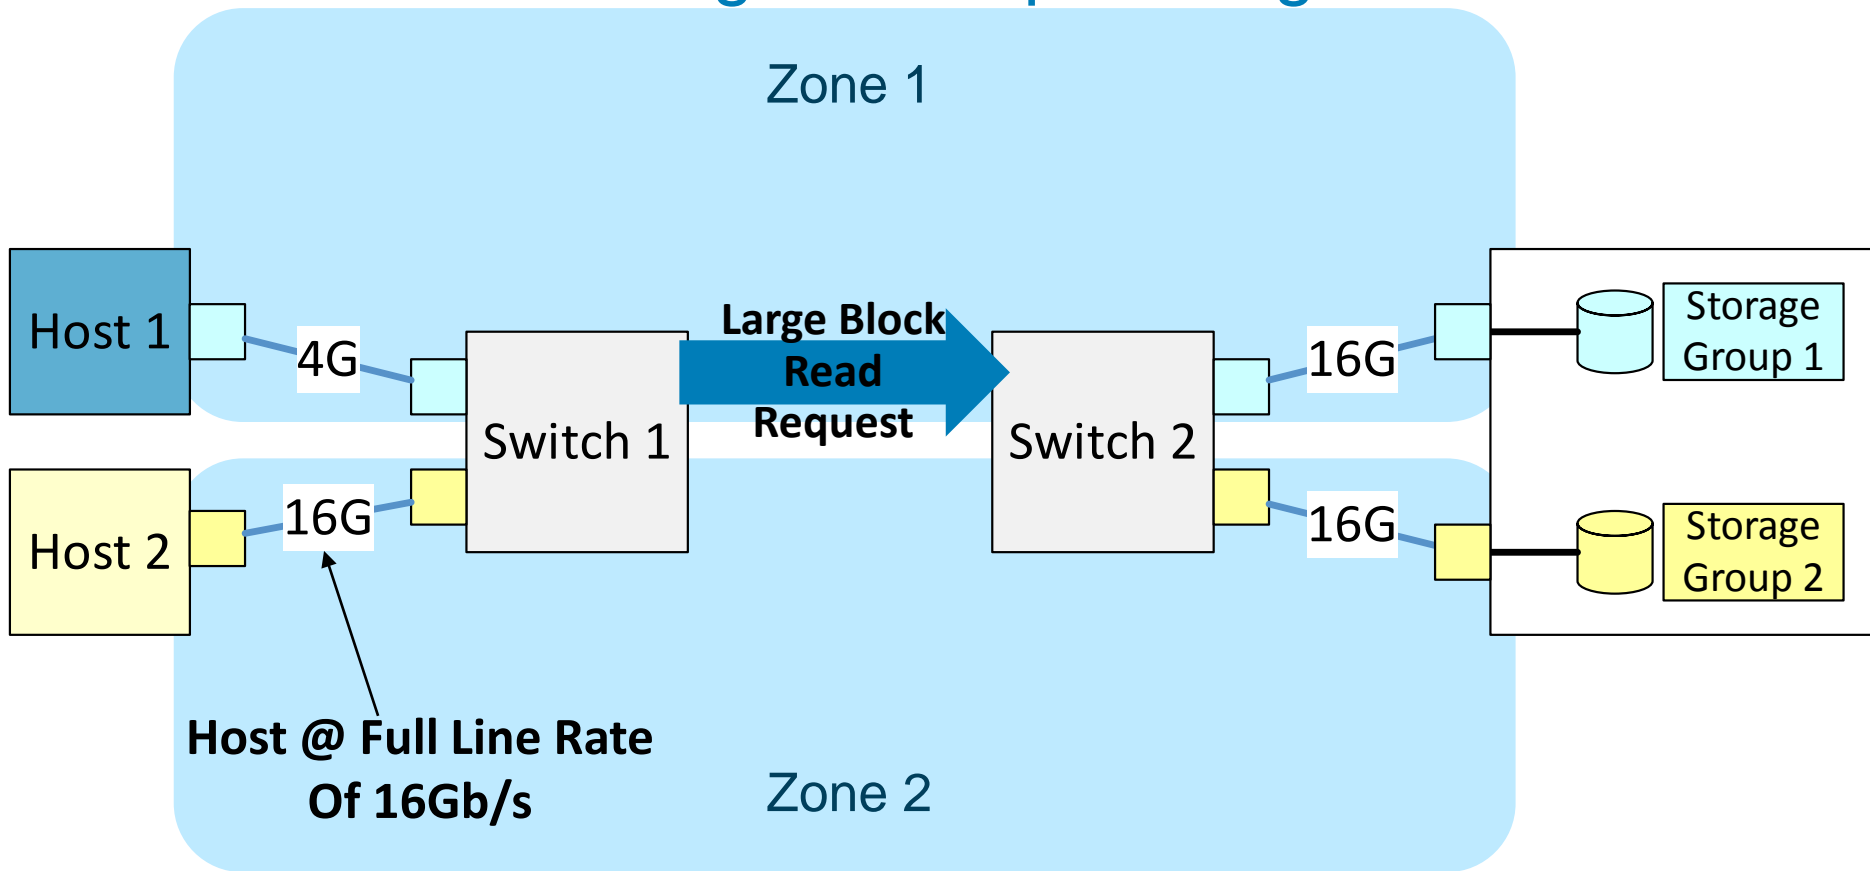 Zone 1
Host 1
4G
Large Block
Read
Request
16G
Storage
Group 1
Switch 1
Switch 2
Host 2
16G
16G
Storage
Group 2
Host @ Full Line Rate
Of 16Gb/s
Zone 2